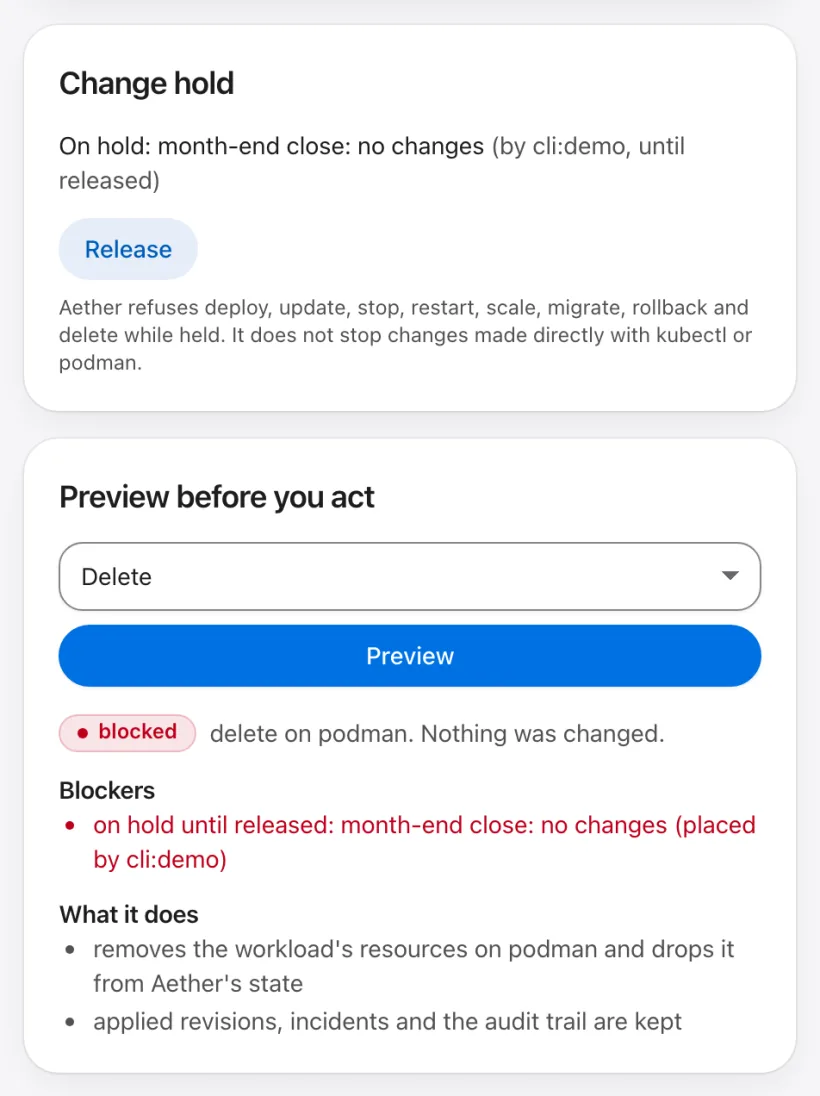 Change hold
On hold: month-end close: no changes (by cli:demo, until
released)
Release
Aether refuses deploy, update, stop, restart, scale, migrate, rollback and
delete while held. It does not stop changes made directly with kubectl or
podman.
Preview before you act
Delete
Preview
blocked delete on podman. Nothing was changed.
Blockers
• on hold until released: month-end close: no changes (placed
by cli:demo)
What it does
• removes the workload's resources on podman and drops it
from Aether's state
• applied revisions, incidents and the audit trail are kept